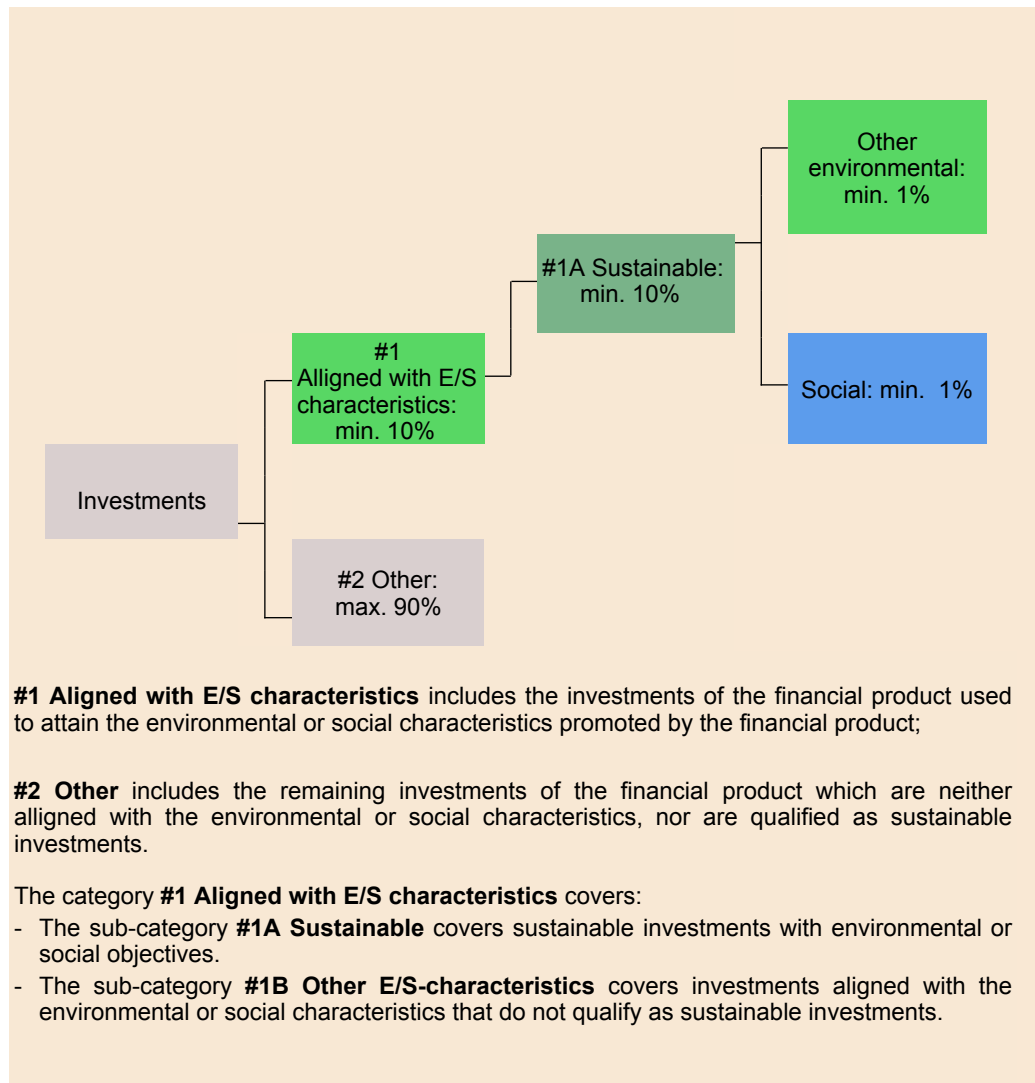 Other
environmental:
min. 1%
#1A Sustainable:
min. 10%
#1
Alligned with E/S
characteristics:
min. 10%
Social: min. 1%
Investments
#2 Other:
max. 90%
#1 Aligned with E/S characteristics includes the investments of the financial product used
to attain the environmental or social characteristics promoted by the financial product;
#2 Other includes the remaining investments of the financial product which are neither
aligned with the environmental or social characteristics, nor are qualified as sustainable
investments.
The category #1 Aligned with E/S characteristics covers:
- The sub-category #1A Sustainable covers sustainable investments with environmental or
social objectives.
- The sub-category #1B Other E/S-characteristics covers investments aligned with the
environmental or social characteristics that do not qualify as sustainable investments.